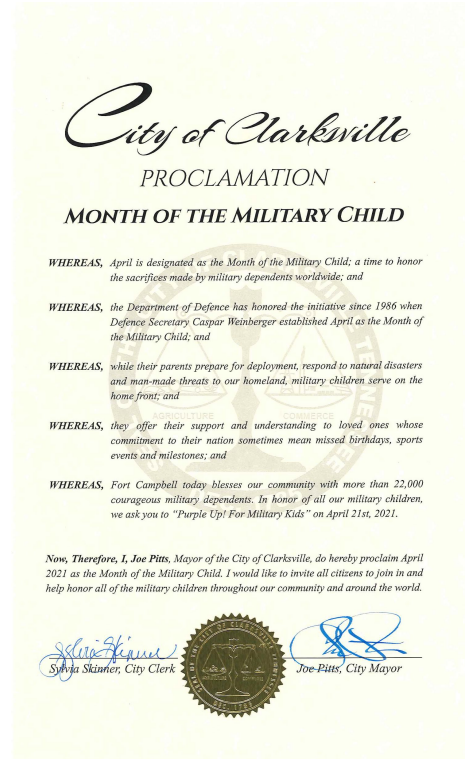 City of Clarksville
PROCLAMATION
MONTH OF THE MILITARY CHILD
WHEREAS, April is designated as the Month of the Military Child; a time to honor
the sacrifices made by military dependents worldwide; and
WHEREAS, the Department of Defence has honored the initiative since 1986 when
Defence Secretary Caspar Weinberger established April as the Month of
the Military Child; and
WHEREAS, while their parents prepare for deployment, respond to natural disasters
and man-made threats to our homeland, military children serve on the
home front; and
AGRICULTURE COMMERCE
WHEREAS, they offer their support and understanding to loved ones whose
commitment to their nation sometimes mean missed birthdays, sports
events and milestones; and
WHEREAS, Fort Campbell today blesses our community with more than 22,000
courageous military dependents. In honor of all our military children,
we ask you to “Purple Up! For Military Kids” on April 21st, 2021.
Now, Therefore, I, Joe Pitts, Mayor of the City of Clarksville, do hereby proclaim April
2021 as the Month of the Military Child. I would like to invite all citizens to join in and
help honor all of the military children throughout our community and around the world.
Sylvia Skinner
Sylvia Skinner, City Clerk
Joe Pitts, City Mayor